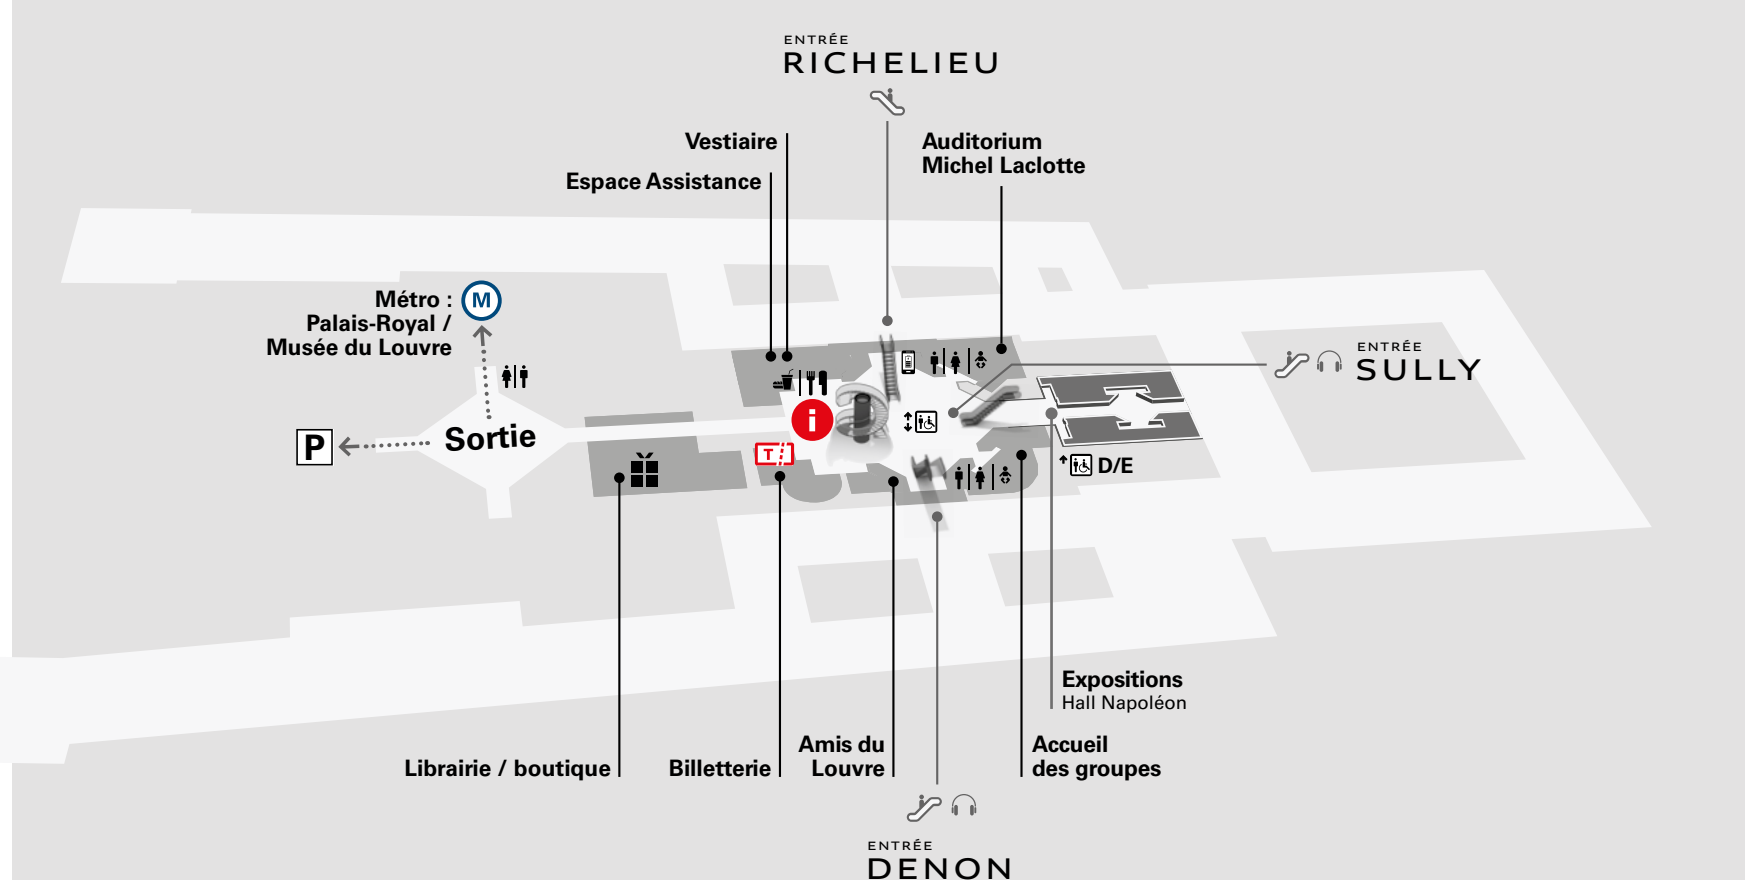 ENTRÉE
RICHELIEU
Vestiaire
Espace Assistance
Auditorium
Michel Laclotte
Métro :
Palais-Royal /
Musée du Louvre
M
ENTRÉE
SULLY
P
Sortie
i
T
D/E
Expositions
Hall Napoléon
Librairie / boutique
Billetterie
Amis du
Louvre
Accueil
des groupes
ENTRÉE
DENON